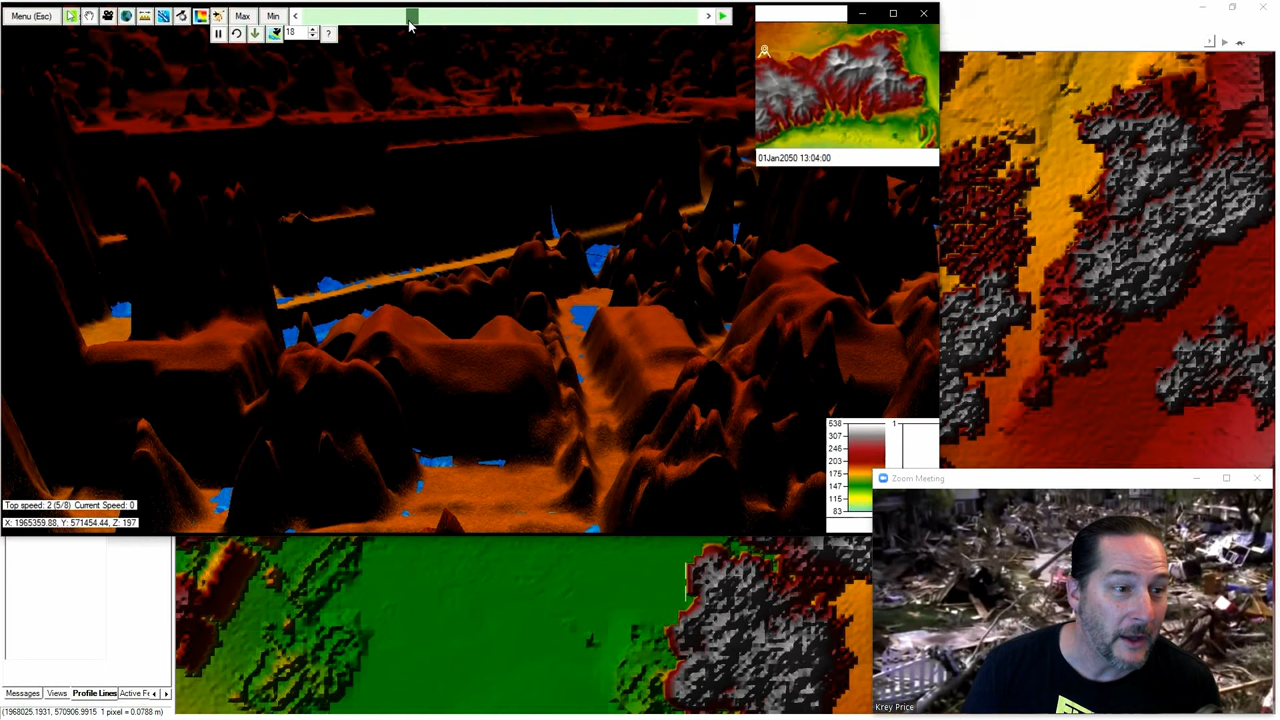 Menu (Esc)
Max
Min
<
>
18
?
01Jan2050 13:04:00
538
307
246
203
175
147
115
83
1
Top speed: 2 (5/8) Current Speed: 0
X: 1965359.88, Y: 571454.44, Z: 197
Zoom Meeting
Krey Price
Messages
Views
Profile Lines
Active Fe
(1968025.1931, 570906.9915 1 pixel = 0.0788 m)